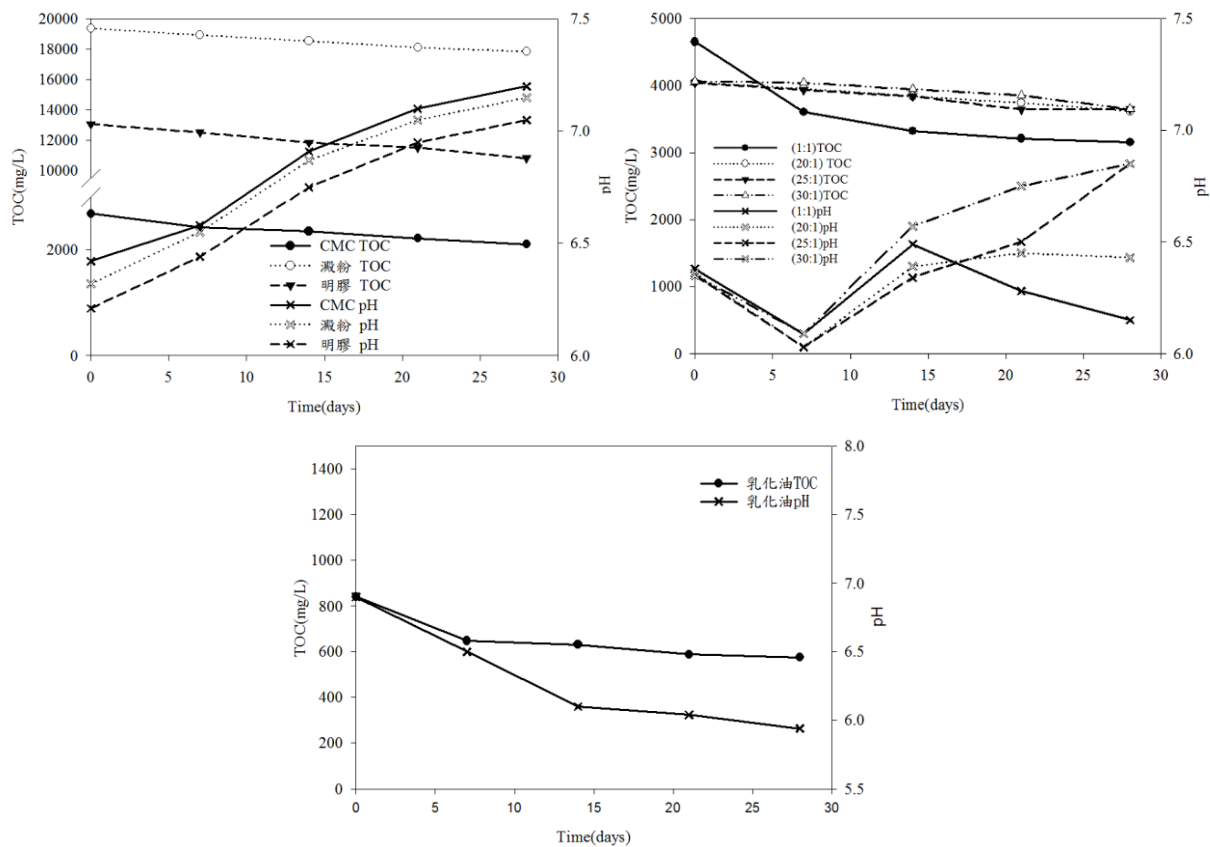 20000
18000
16000
14000
12000
10000
2000
0
TOC(mg/L)
7.5
7.0
6.5
6.0
pH
CMC TOC
澱粉 TOC
明膠 TOC
CMC pH
澱粉 pH
明膠 pH
0 5 10 15 20 25 30
Time(days)
5000
4000
3000
2000
1000
0
TOC(mg/L)
7.5
7.0
6.5
6.0
pH
(1:1)TOC
(20:1) TOC
(25:1)TOC
(30:1)TOC
(1:1)pH
(20:1)pH
(25:1)pH
(30:1)pH
0 5 10 15 20 25 30
Time(days)
1400
1200
1000
800
600
400
200
0
TOC(mg/L)
8.0
7.5
7.0
6.5
6.0
5.5
pH
乳化油TOC
乳化油pH
0 5 10 15 20 25 30
Time(days)